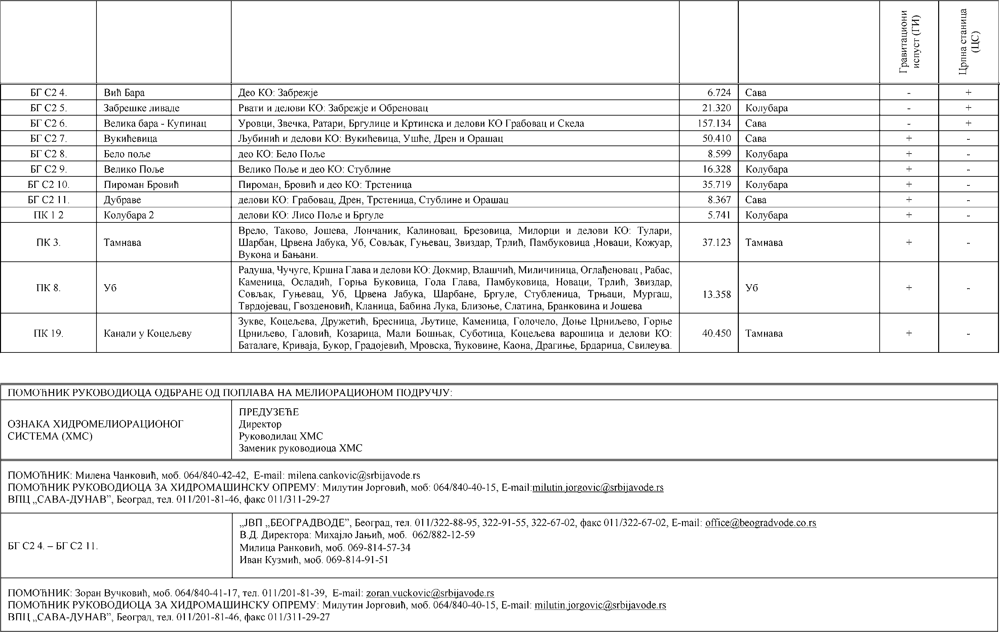 Гравитациони
испуст (ГИ)
Црпна станица
(ЦС)
БГ С2 4. Вић Бара Део КО: Забрежје 6.724 Сава - +
БГ С2 5. Забрешке ливаде Рвати и делови КО: Забрежје и Обреновац 21.320 Колубара - +
БГ С2 6. Велика бара - Купинац Уровци, Звечка, Ратари, Бргулице и Кртинска и делови КО Грабовац и Скела 157.134 Сава - +
БГ С2 7. Вукићевица Љубинић и делови КО: Вукићевица, Ушће, Дрен и Орашац 50.410 Сава + -
БГ С2 8. Бело поље део КО: Бело Поље 8.599 Колубара + -
БГ С2 9. Велико Поље Велико Поље и део КО: Стублине 16.328 Колубара + -
БГ С2 10. Пироман Бровић Пироман, Бровић и део КО: Трстеница 35.719 Колубара + -
БГ С2 11. Дубраве делови КО: Грабовац, Дрен, Трстеница, Стублине и Орашац 8.367 Сава + -
ПК 1 2 Колубара 2 делови КО: Лисо Поље и Бргуле 5.741 Колубара + -
Врело, Таково, Јошева, Лончаник, Калиновац, Брезовица, Милорци и делови КО: Тулари,
ПК 3. Тамнава Шарбан, Црвена Јабука, Уб, Совљак, Гуњевац, Звиздар, Трлић, Памбуковица ,Новаци, Кожуар, 37.123 Тамнава + -
Вукона и Бањани.
Радуша, Чучуге, Кршна Глава и делови КО: Докмир, Влашчић, Миличиница, Оглађеновац , Рабас,
Каменица, Осладић, Горња Буковица, Гола Глава, Памбуковица, Новаци, Трлић, Звиздар,
ПК 8. Уб Совљак, Гуњевац, Уб, Црвена Јабука, Шарбане, Бргуле, Стубленица, Трњаци, Мургаш, 13.358 Уб + -
Тврдојевац, Гвозденовић, Кланица, Бабина Лука, Близоње, Слатина, Бранковина и Јошева
Зукве, Коцељева, Дружетић, Бресница, Љутице, Каменица, Голочело, Доње Црниљево, Горње
ПК 19. Канали у Коцељеву Црниљево, Галовић, Козарица, Мали Бошњак, Суботица, Коцељева варошица и делови КО: 40.450 Тамнава + -
Баталаге, Криваја, Букор, Градојевић, Мровска, Ћуковине, Каона, Драгиње, Брдарица, Свилеува.
ПОМОЋНИК РУКОВОДИОЦА ОДБРАНЕ ОД ПОПЛАВА НА МЕЛИОРАЦИОНОМ ПОДРУЧЈУ:
ОЗНАКА ХИДРОМЕЛИОРАЦИОНОГ
СИСТЕМА (ХМС)
ПРЕДУЗЕЋЕ
Директор
Руководилац ХМС
Заменик руководиоца ХМС
ПОМОЋНИК: Милена Чанковић, моб. 064/840-42-42, E-mail: milena.cankovic@srbijavode.rs
ПОМОЋНИК РУКОВОДИОЦА ЗА ХИДРОМАШИНСКУ ОПРЕМУ: Милутин Јорговић, моб: 064/840-40-15, E-mail:milutin.jorgovic@srbijavode.rs
ВПЦ „САВА-ДУНАВ”, Београд, тел. 011/201-81-46, факс 011/311-29-27
БГ С2 4. – БГ С2 11.
„ЈВП „БЕОГРАДВОДЕ”, Београд, тел. 011/322-88-95, 322-91-55, 322-67-02, факс 011/322-67-02, E-mail: office@beogradvode.co.rs
В.Д. Директора: Михајло Јањић, моб. 062/882-12-59
Милица Ранковић, моб. 069-814-57-34
Иван Кузмић, моб. 069-814-91-51
ПОМОЋНИК: Зоран Вучковић, моб. 064/840-41-17, тел. 011/201-81-39, E-mail: zoran.vuckovic@srbijavode.rs
ПОМОЋНИК РУКОВОДИОЦА ЗА ХИДРОМАШИНСКУ ОПРЕМУ: Милутин Јорговић, моб. 064/840-40-15, E-mail: milutin.jorgovic@srbijavode.rs
ВПЦ „САВА-ДУНАВ”, Београд, тел. 011/201-81-46, факс 011/311-29-27